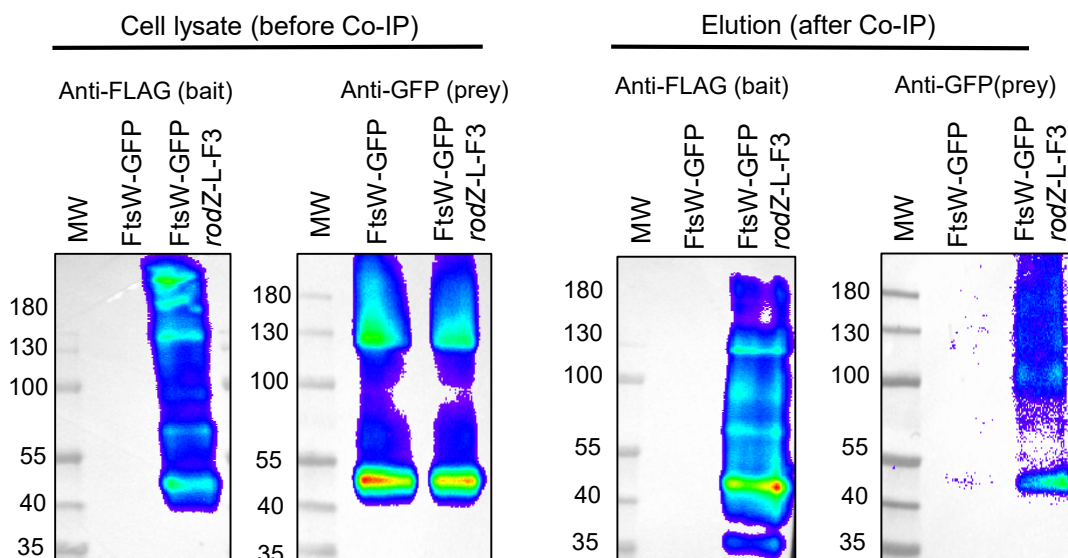 Cell lysate (before Co-IP)
Elution (after Co-IP)
Anti-FLAG (bait)
Anti-GFP (prey)
Anti-FLAG (bait)
Anti-GFP(prey)
MW
FtsW-GFP
FtsW-GFP
rodZ-L-F3
MW
FtsW-GFP
FtsW-GFP
rodZ-L-F3
MW
FtsW-GFP
FtsW-GFP
rodZ-L-F3
MW
FtsW-GFP
FtsW-GFP
rodZ-L-F3
180
130
100
55
40
35
180
130
100
55
40
35
180
130
100
55
40
35
180
130
100
55
40
35